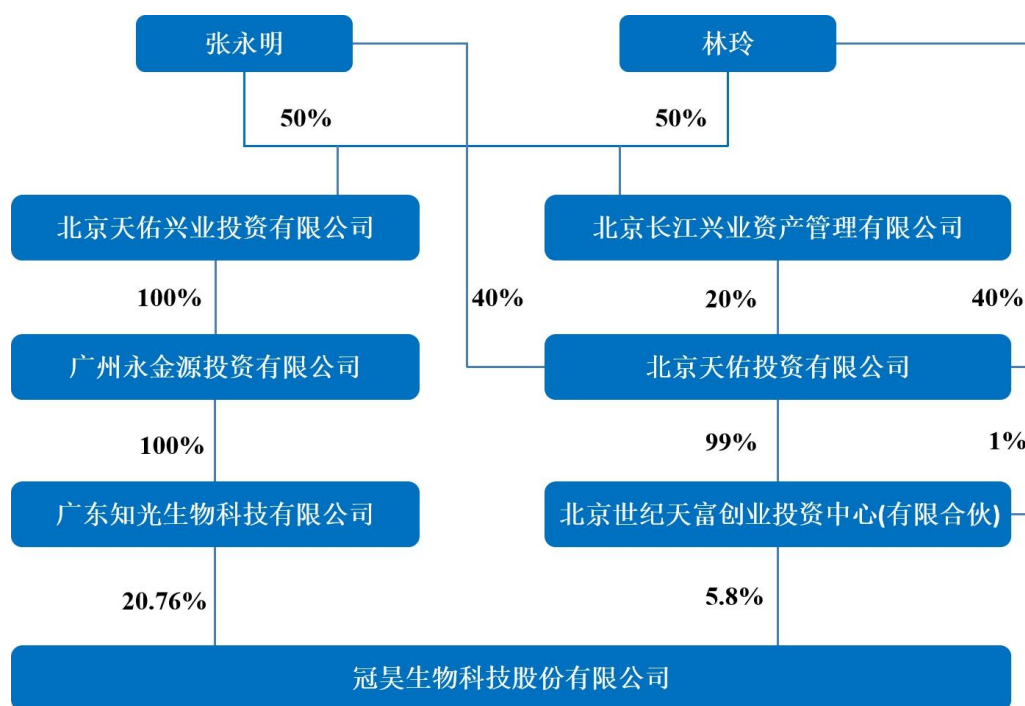 张永明
林玲
50%
50%
北京天佑兴业投资有限公司
北京长江兴业资产管理有限公司
100%
40%
20%
40%
广州永金源投资有限公司
北京天佑投资有限公司
100%
99%
1%
广东知光生物科技有限公司
北京世纪天富创业投资中心(有限合伙)
20.76%
5.8%
冠昊生物科技股份有限公司